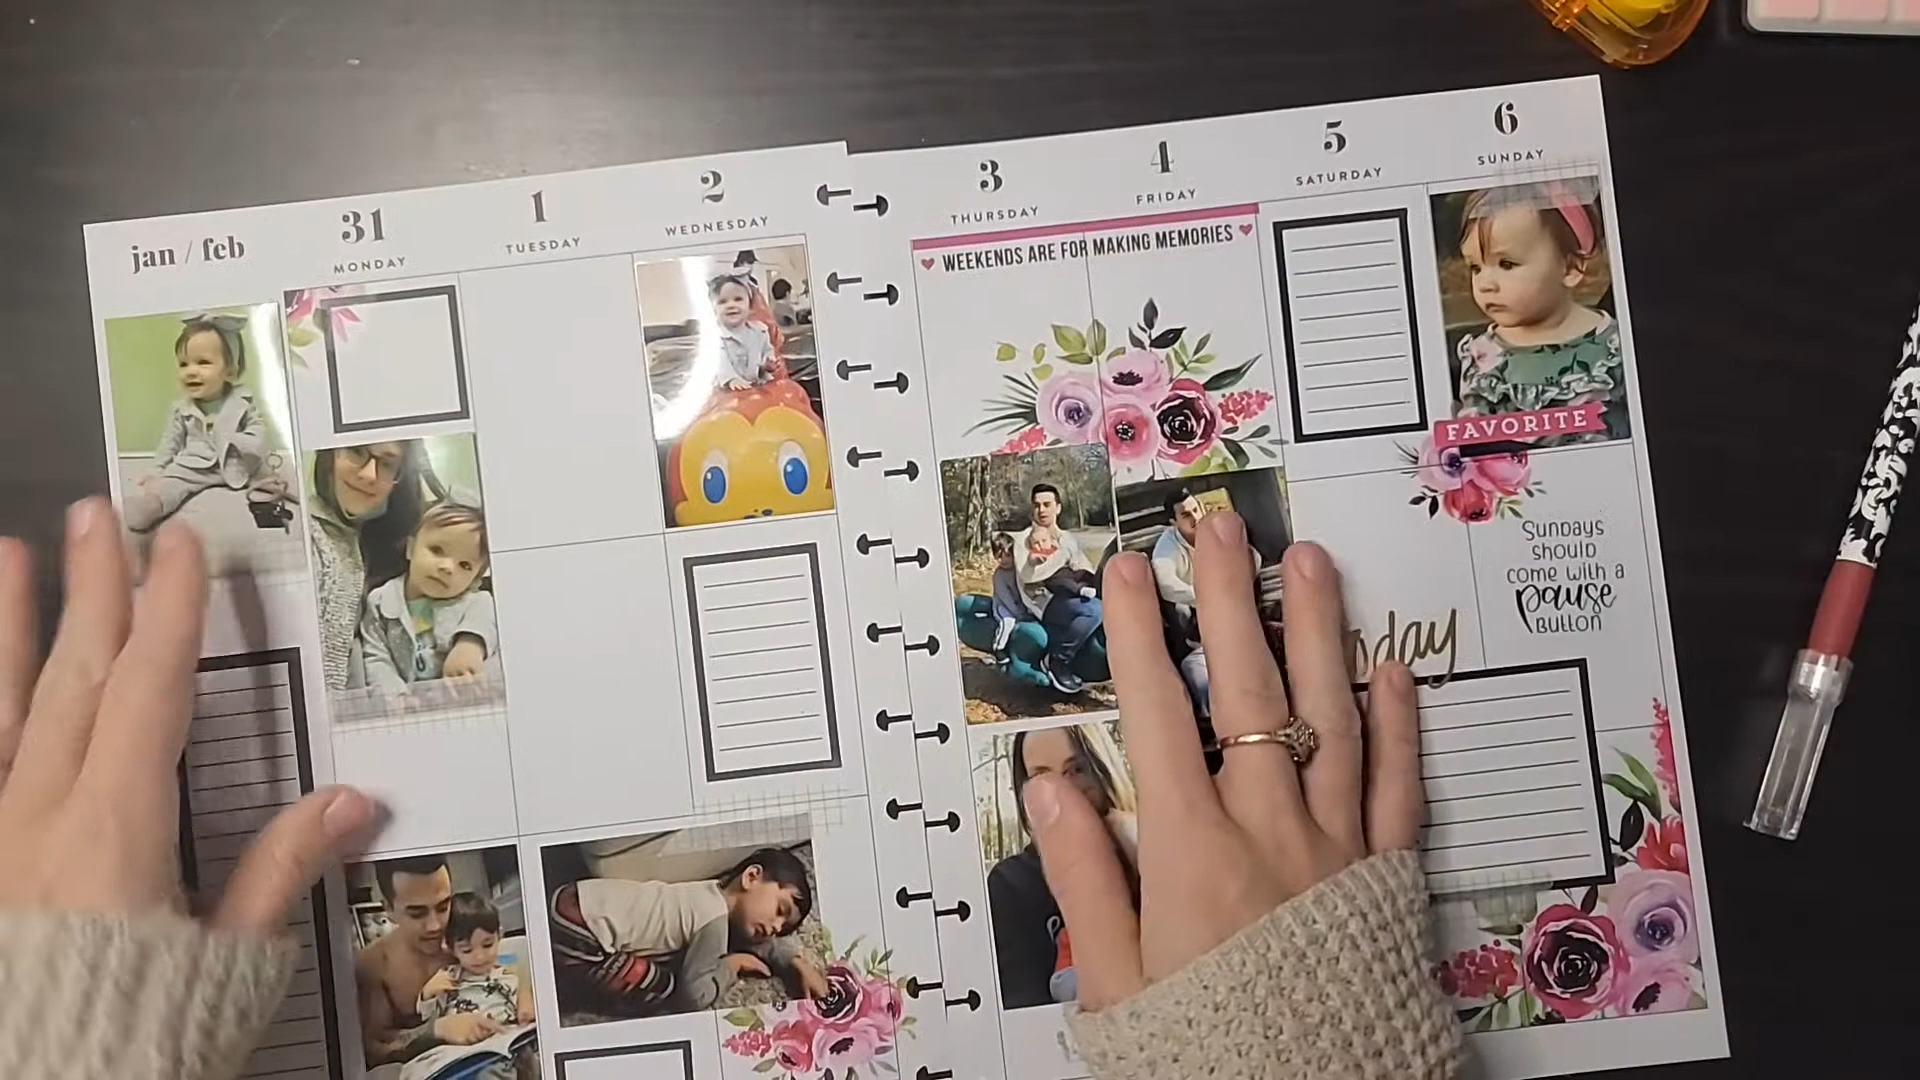 jan / feb
31
MONDAY
1
TUESDAY
2
WEDNESDAY
3
THURSDAY
4
FRIDAY
5
SATURDAY
6
SUNDAY
WEEKENDS ARE FOR MAKING MEMORIES
FAVORITE
Sundays
should
come with a
pause
Button